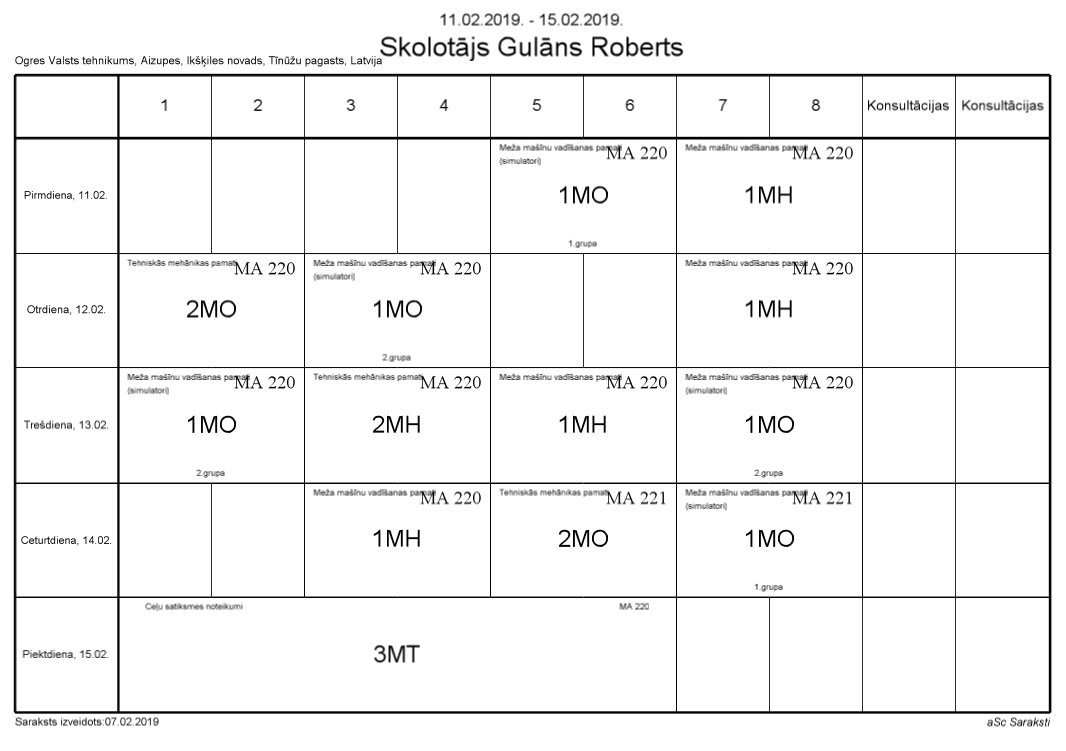 11.02.2019. - 15.02.2019.
Skolotājs Gulāns Roberts
Ogres Valsts tehnikums, Aizupes, Ikšķiles novads, Tīnūžu pagasts, Latvija
1 2 3 4 5 6 7 8 Konsultācijas Konsultācijas
Pirmdiena, 11.02.
Meža mašīnu vadīšanas pamati MA 220
(simulatori)
1MO
1.grupa
Meža mašīnu vadīšanas pamati MA 220
1MH
Otrdiena, 12.02.
Tehniskās mehānikas pamati MA 220
2MO
Meža mašīnu vadīšanas pamati MA 220
(simulatori)
1MO
2.grupa
Meža mašīnu vadīšanas pamati MA 220
1MH
Trešdiena, 13.02.
Meža mašīnu vadīšanas pamati MA 220
(simulatori)
1MO
2.grupa
Tehniskās mehānikas pamati MA 220
2MH
Meža mašīnu vadīšanas pamati MA 220
1MH
Meža mašīnu vadīšanas pamati MA 220
(simulatori)
1MO
2.grupa
Ceturtdiena, 14.02.
Meža mašīnu vadīšanas pamati MA 220
1MH
Tehniskās mehānikas pamati MA 221
2MO
Meža mašīnu vadīšanas pamati MA 221
(simulatori)
1MO
1.grupa
Piektdiena, 15.02.
Ceļu satiksmes noteikumi MA 220
3MT
Saraksts izveidots:07.02.2019
aSc Saraksti